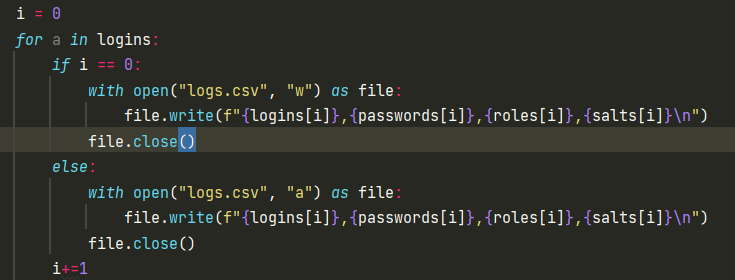 i = 0
for a in logins:
    if i == 0:
        with open("logs.csv", "w") as file:
            file.write(f"{logins[i]},{passwords[i]},{roles[i]},{salts[i]}\n")
        file.close()
    else:
        with open("logs.csv", "a") as file:
            file.write(f"{logins[i]},{passwords[i]},{roles[i]},{salts[i]}\n")
        file.close()
    i+=1